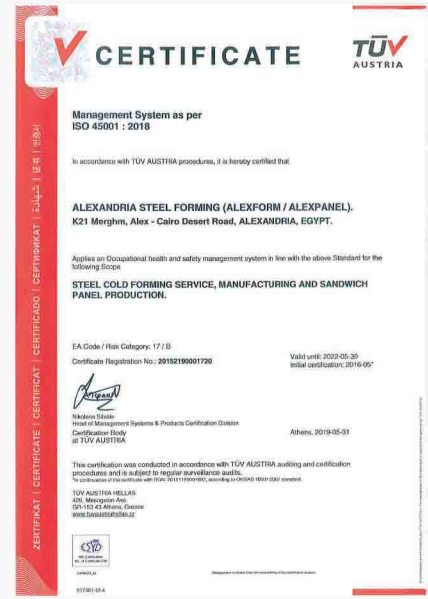 CERTIFICATE
TÜV
AUSTRIA
Management System as per
ISO 45001 : 2018
In accordance with TÜV AUSTRIA procedures, it is hereby certified that
ALEXANDRIA STEEL FORMING (ALEXFORM / ALEXPANEL).
K21 Merghm, Alex - Cairo Desert Road, ALEXANDRIA, EGYPT.
Applies an Occupational health and safety management system in line with the above Standard for the
following Scope
STEEL COLD FORMING SERVICE, MANUFACTURING AND SANDWICH
PANEL PRODUCTION.
EA Code / Risk Category: 17 / B
Certificate Registration No.: 20152190001720
Valid until: 2022-05-30
Initial certification: 2016-05*
Head of Management Systems & Products Certification Division
Certification Body
at TÜV AUSTRIA
Athens, 2019-05-31
This certification was conducted in accordance with TÜV AUSTRIA auditing and certification
procedures and is subject to regular surveillance audits.
TÜV AUSTRIA HELLAS
429, Mesogeion Ave.
GR-153 43 Athens, Greece
www.tuvaustriahellas.gr
ZERTIFIKAT | CERTIFICATE | CERTIFICAT | CERTIFICADO | СЕРТИФИКАТ | شهادة | 证书 | 인증서